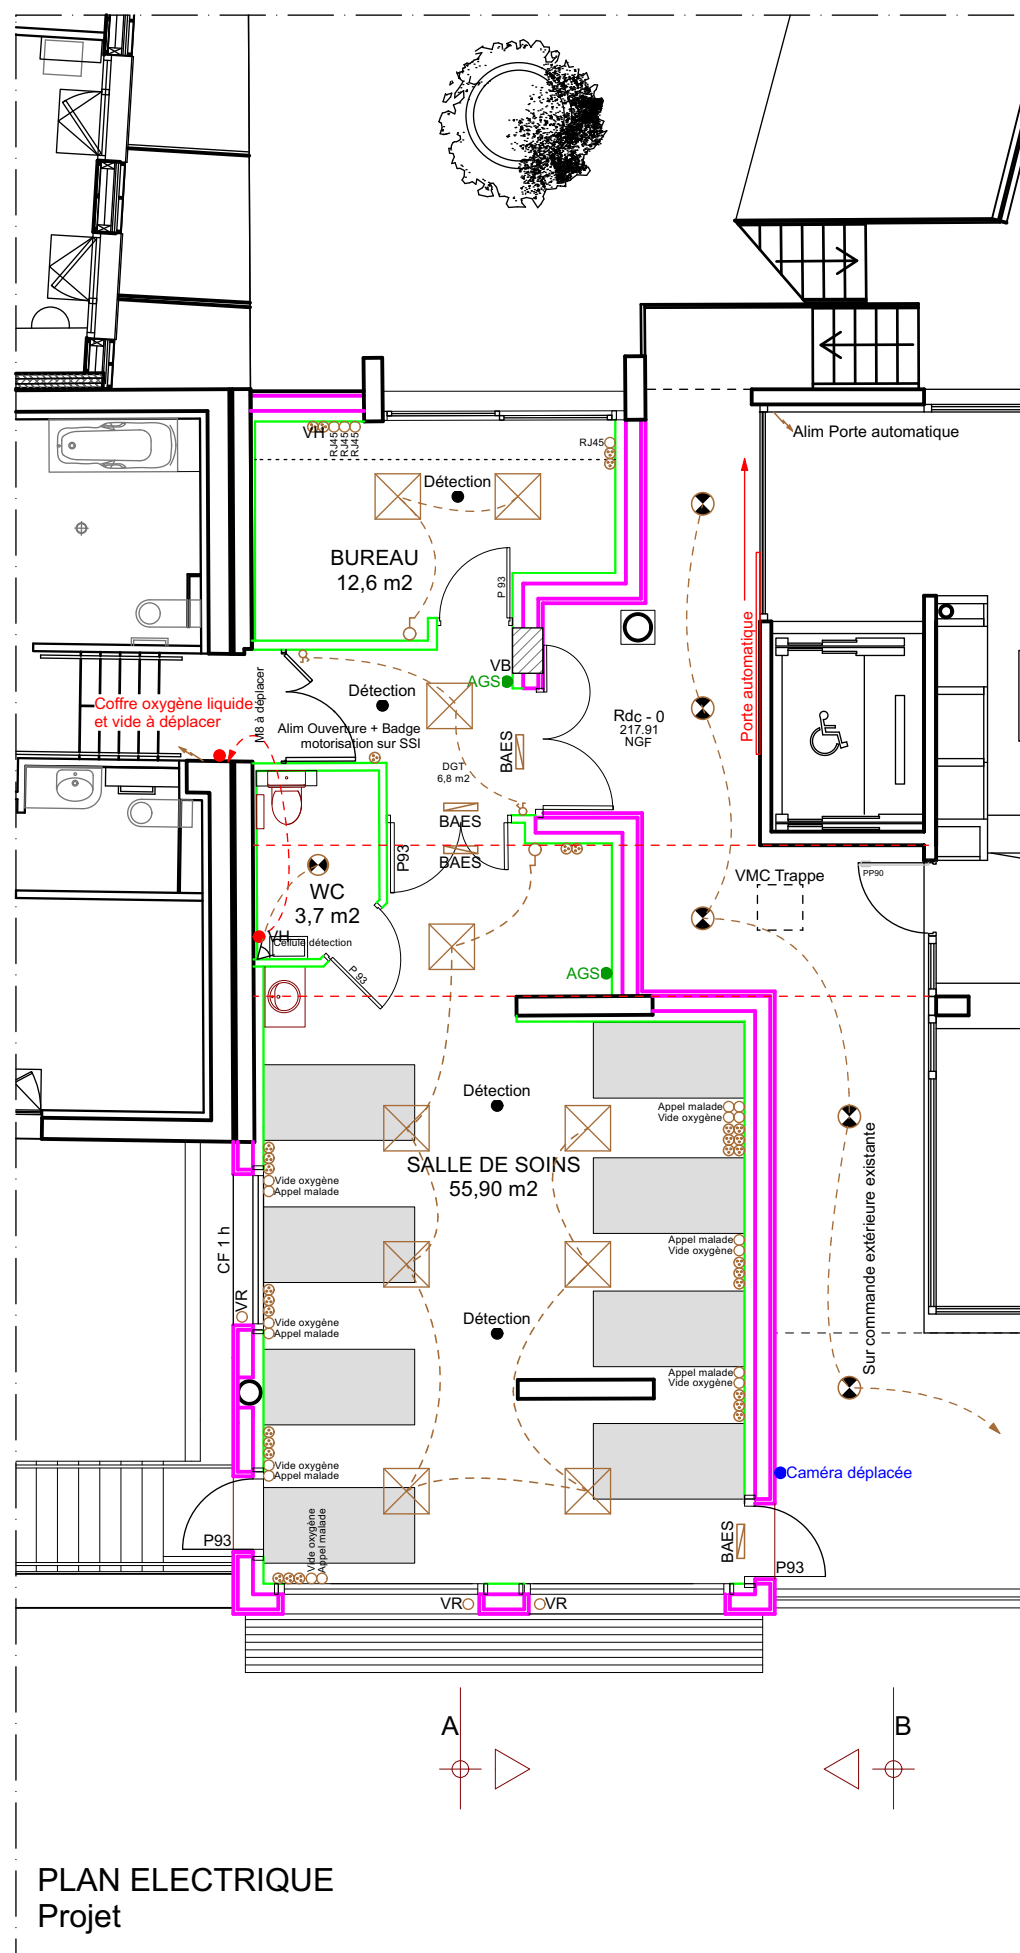 Alim Porte automatique
VH
RJ45
RJ45
RJ45
RJ45
Détection
BUREAU
12,6 m2
P 93
Porte automatique
VB
AGS
Coffre oxygène liquide
et vide à déplacer
M8 à déplacer
Détection
Alim Ouverture + Badge
motorisation sur SSI
Rdc - 0
217.91
NGF
BAES
DGT
6,8 m2
BAES
BAES
P93
WC
3,7 m2
VH
Cellule détection
P 93
VMC Trappe
PP90
AGS
Détection
Appel malade
Vide oxygène
SALLE DE SOINS
55,90 m2
Vide oxygène
Appel malade
Sur commande extérieure existante
CF 1 h
Appel malade
Vide oxygène
VR
Détection
Vide oxygène
Appel malade
Appel malade
Vide oxygène
Vide oxygène
Appel malade
Caméra déplacée
P93
Vide oxygène
Appel malade
BAES
P93
VR
VR
A
B
PLAN ELECTRIQUE
Projet